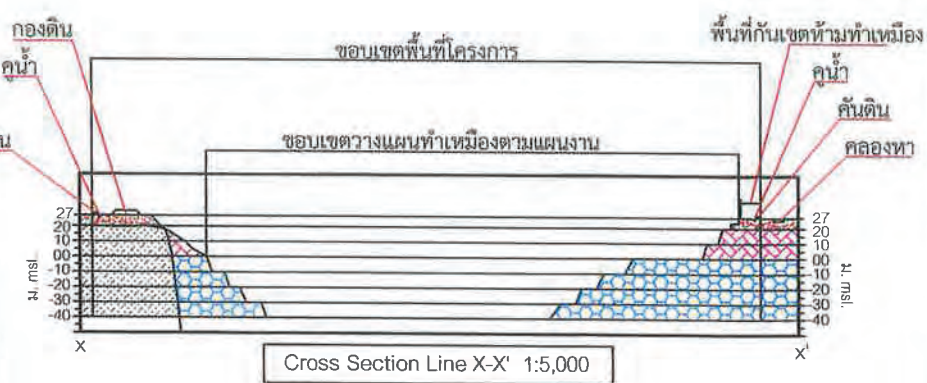 กองดิน
พื้นที่กันเขตห้ามทำเหมือง
ขอบเขตพื้นที่โครงการ
คูน้ำ
คูน้ำ
คันดิน
น
ขอบเขตวางแผนทำเหมืองตามแผนงาน
คลองหา
27
20
10
00
-10
-20
-30
-40
ม. msl.
27
20
10
00
-10
-20
-30
-40
ม. msl.
X
X'
Cross Section Line X-X' 1:5,000